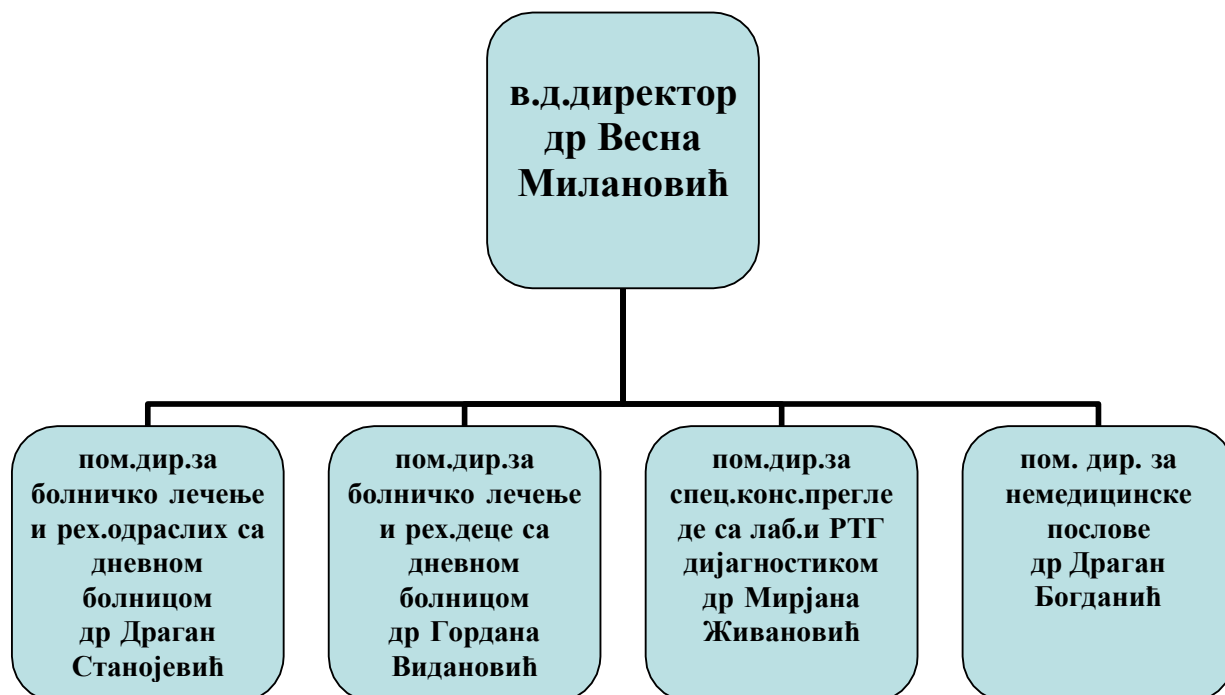 в.д.директор
др Весна
Милановић
пом.дир.за
болничко лечење
и рех.одраслих са
дневном
болницом
др Драган
Станојевић
пом.дир.за
болничко лечење
и рех.деце са
дневном
болницом
др Гордана
Видановић
пом.дир.за
спец.конс.прегле
де са лаб.и РТГ
дијагностиком
др Мирјана
Живановић
пом. дир. за
немедицинске
послове
др Драган
Богданић